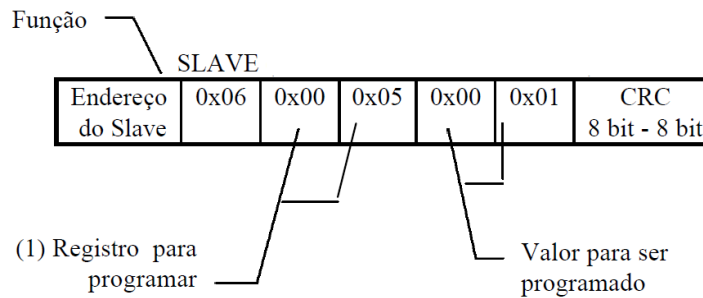 Função
SLAVE
Endereço do Slave 0x06 0x00 0x05 0x00 0x01 CRC 8 bit - 8 bit
(1) Registro para
programar
Valor para ser
programado